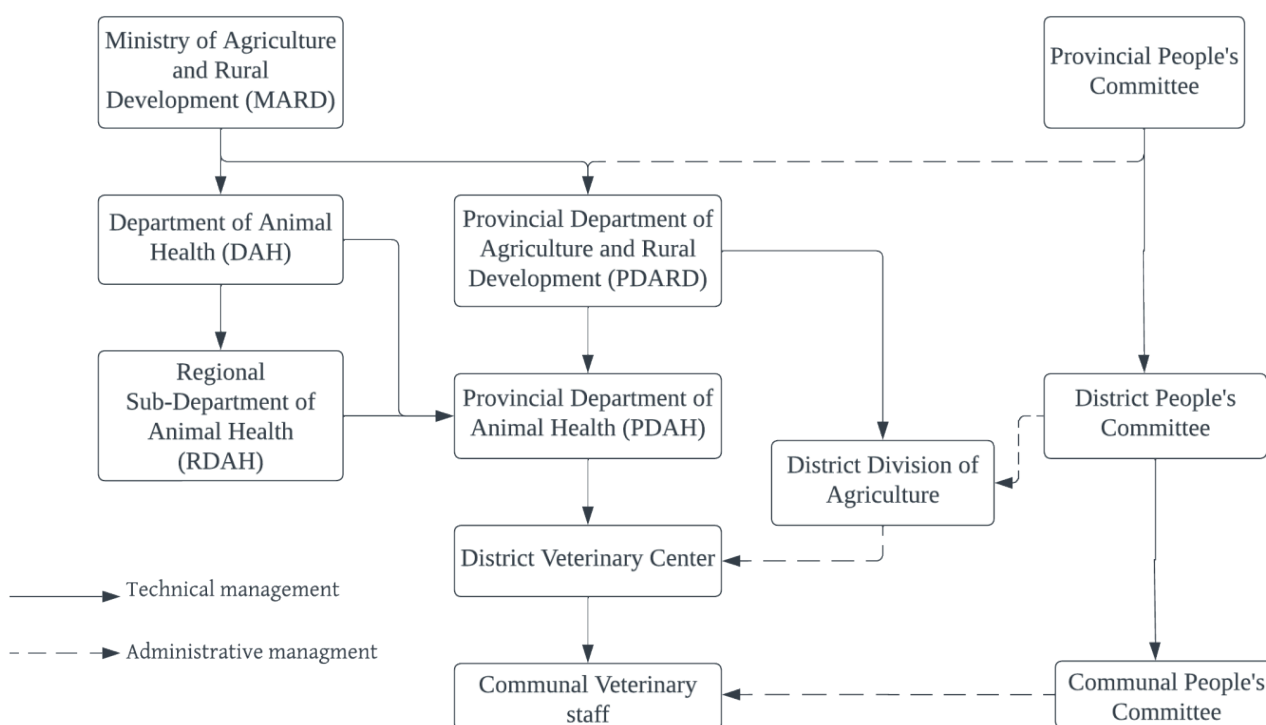 Ministry of Agriculture
and Rural
Development (MARD)
Provincial People's
Committee
Department of Animal
Health (DAH)
Provincial Department of
Agriculture and Rural
Development (PDARD)
Regional
Sub-Department of
Animal Health
(RDAH)
Provincial Department of
Animal Health (PDAH)
District People's
Committee
District Division of
Agriculture
District Veterinary Center
Technical management
Administrative managment
Communal Veterinary
staff
Communal People's
Committee